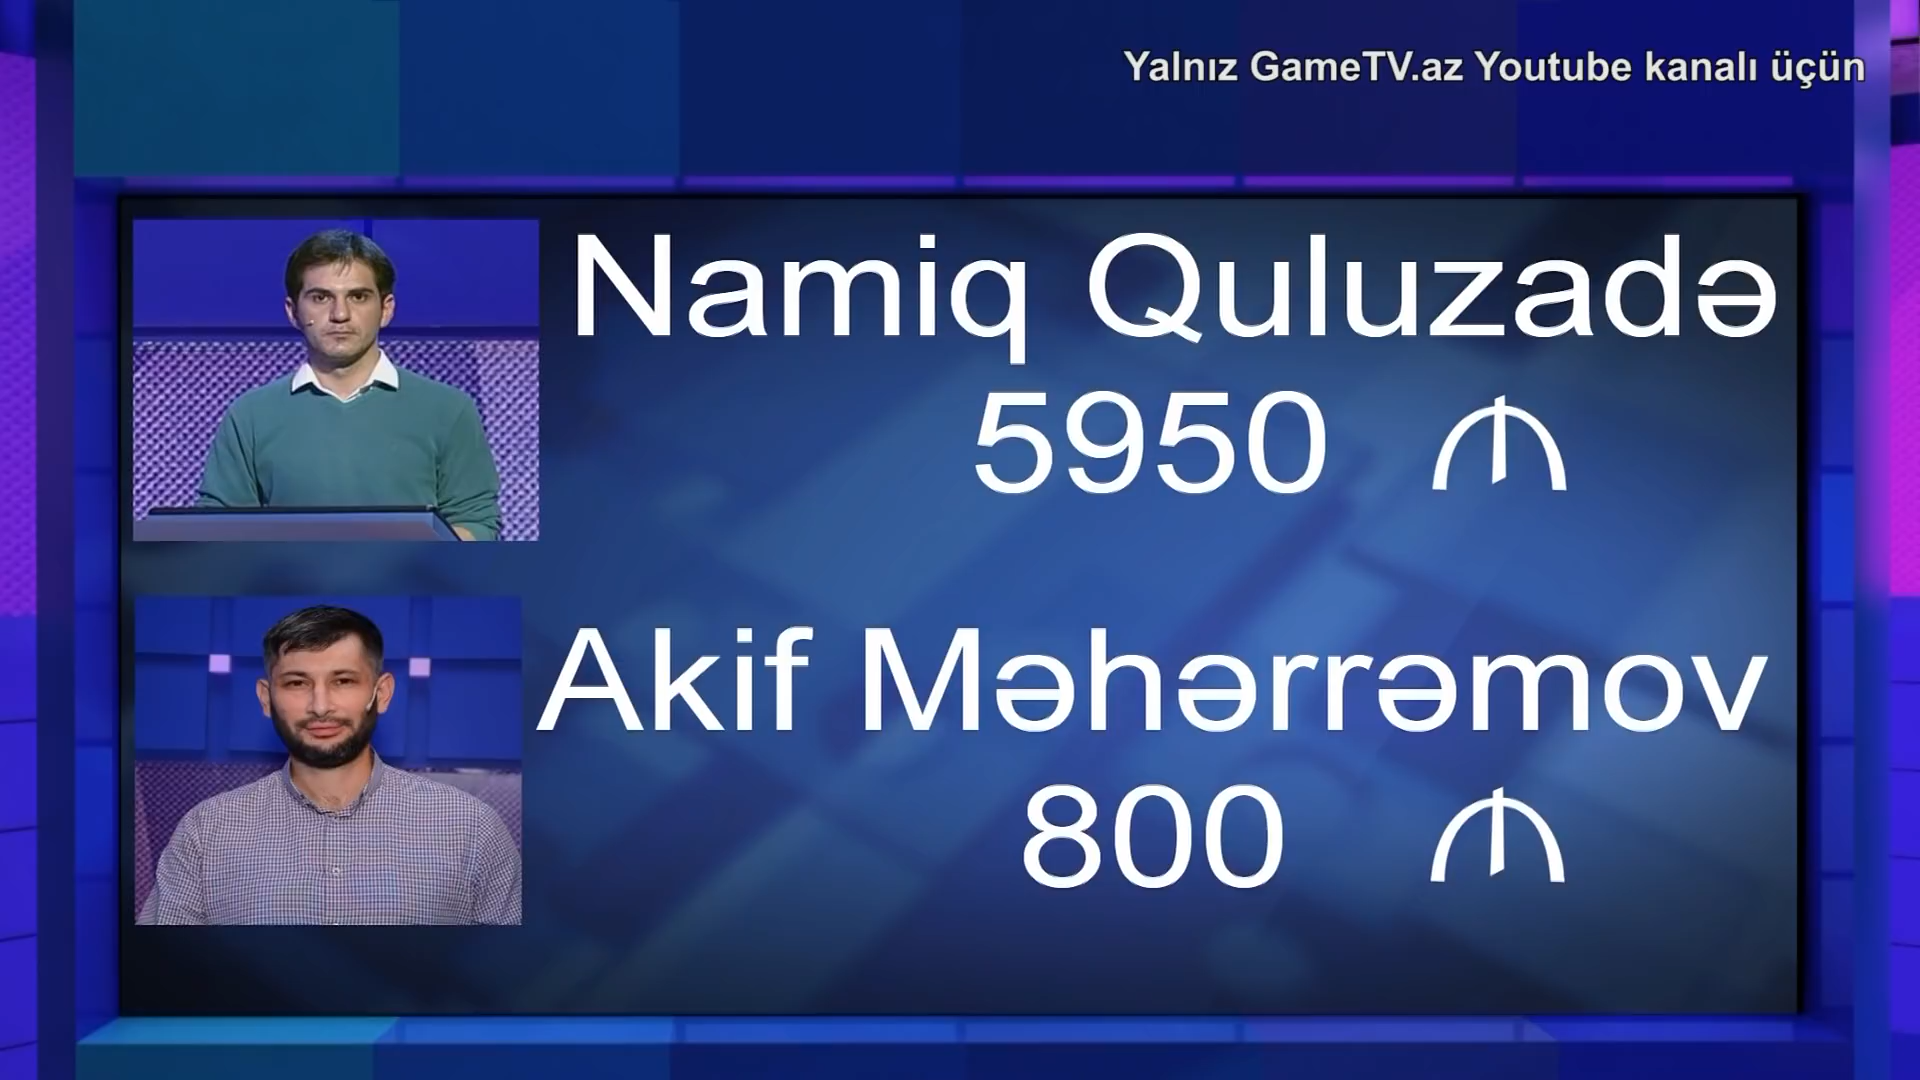 Yalnız GameTV.az Youtube kanalı üçün
Namiq Quluzadə
5950 ₼
Akif Məhərrəmov
800 ₼